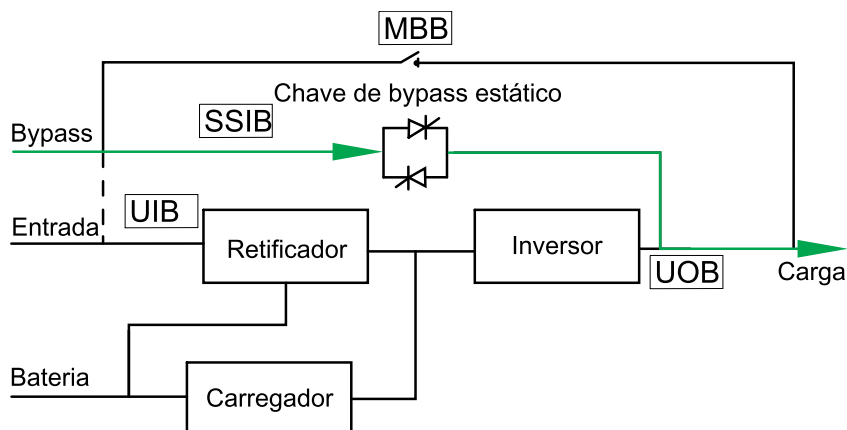 MBB
Chave de bypass estático
SSIB
Bypass
UIB
Entrada
Retificador
Inversor
UOB
Carga
Bateria
Carregador